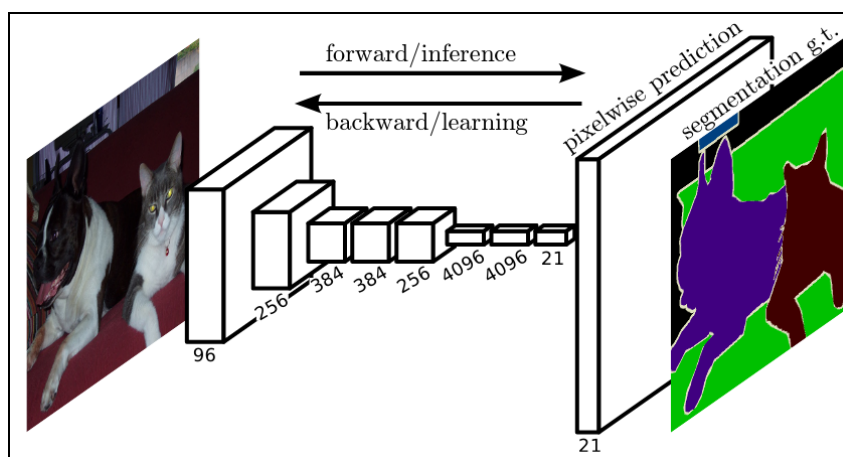 forward/inference
backward/learning
pixelwise prediction
segmentation g.t.
96
256
384
384
256
4096
4096
21
21